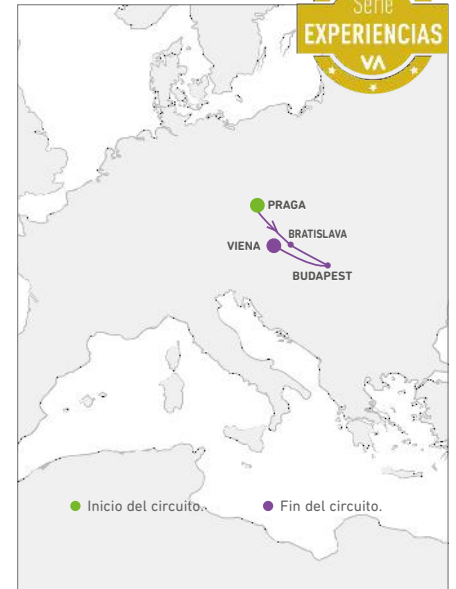 Serie
EXPERIENCIAS
VA
PRAGA
BRATISLAVA
VIENA
BUDAPEST
Inicio del circuito.
Fin del circuito.